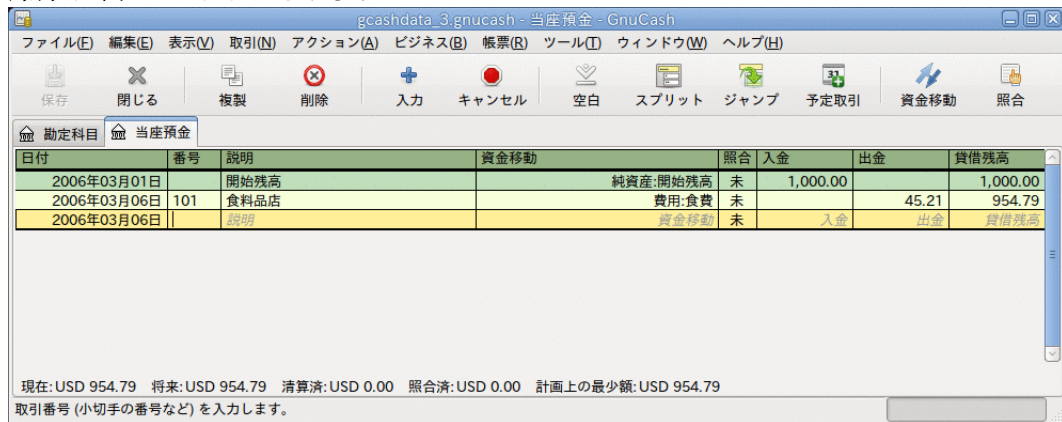 gcashdata_3.gnucash - 当座預金 - GnuCash
ファイル(F) 編集(E) 表示(V) 取引(N) アクション(A) ビジネス(B) 帳票(R) ツール(T) ウィンドウ(W) ヘルプ(H)
保存 閉じる 複製 削除 入力 キャンセル 空白 スプリット ジャンプ 予定取引 資金移動 照合
勘定科目 当座預金
日付 番号 説明 資金移動 照合 入金 出金 貸借残高
2006年03月01日 開始残高 純資産:開始残高 未 1,000.00 1,000.00
2006年03月06日 101 食料品店 費用:食費 未 45.21 954.79
2006年03月06日 説明 資金移動 未 入金 出金 貸借残高
現在: USD 954.79 将来: USD 954.79 清算済: USD 0.00 照合済: USD 0.00 計画上の最少額: USD 954.79
取引番号 (小切手の番号など) を入力します。